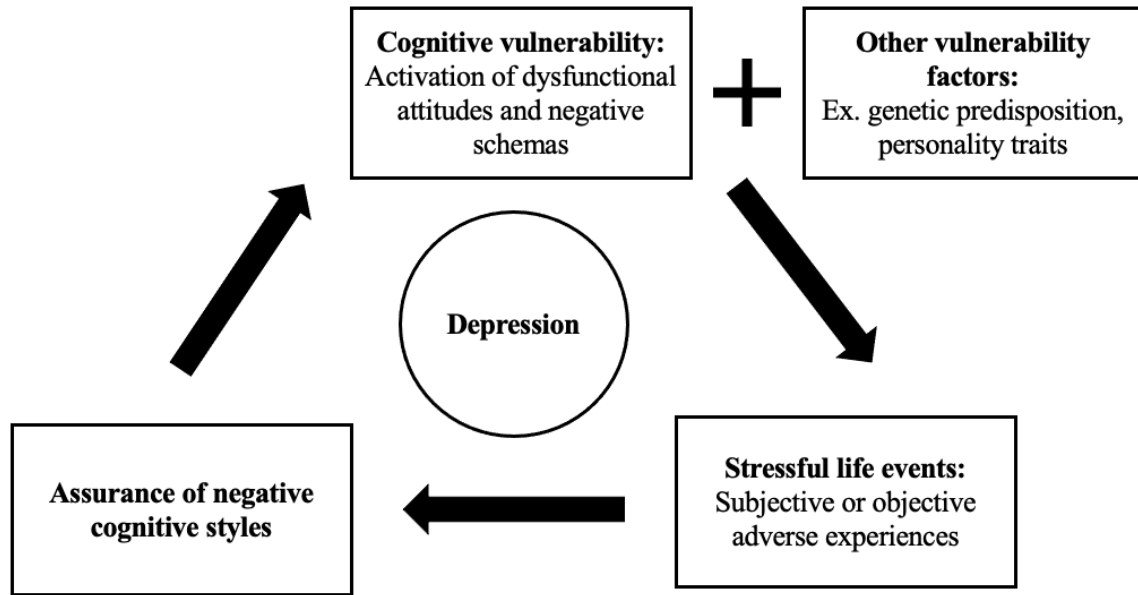 Cognitive vulnerability:
Activation of dysfunctional
attitudes and negative
schemas
Other vulnerability
factors:
Ex. genetic predisposition,
personality traits
Depression
Assurance of negative
cognitive styles
Stressful life events:
Subjective or objective
adverse experiences